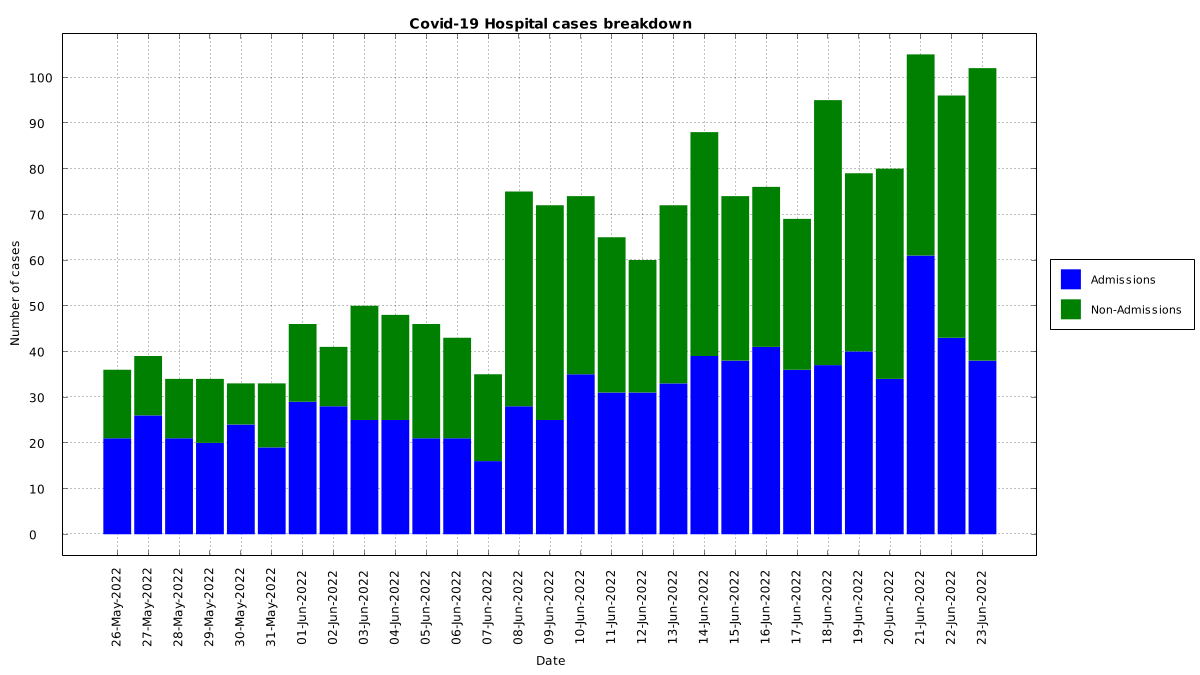 Covid-19 Hospital cases breakdown
100
90
80
70
60
50
40
30
20
10
0
Number of cases
26-May-2022
27-May-2022
28-May-2022
29-May-2022
30-May-2022
31-May-2022
01-Jun-2022
02-Jun-2022
03-Jun-2022
04-Jun-2022
05-Jun-2022
06-Jun-2022
07-Jun-2022
08-Jun-2022
09-Jun-2022
10-Jun-2022
11-Jun-2022
12-Jun-2022
13-Jun-2022
14-Jun-2022
15-Jun-2022
16-Jun-2022
17-Jun-2022
18-Jun-2022
19-Jun-2022
20-Jun-2022
21-Jun-2022
22-Jun-2022
23-Jun-2022
Date
Admissions
Non-Admissions